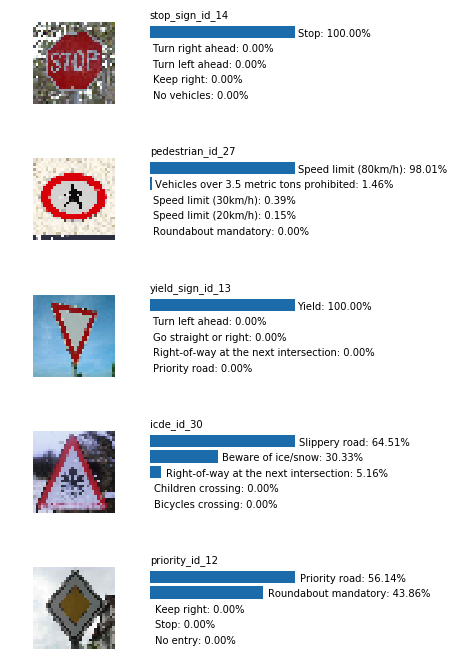 stop_sign_id_14
STOP
Stop: 100.00%
Turn right ahead: 0.00%
Turn left ahead: 0.00%
Keep right: 0.00%
No vehicles: 0.00%
pedestrian_id_27
Speed limit (80km/h): 98.01%
Vehicles over 3.5 metric tons prohibited: 1.46%
Speed limit (30km/h): 0.39%
Speed limit (20km/h): 0.15%
Roundabout mandatory: 0.00%
yield_sign_id_13
Yield: 100.00%
Turn left ahead: 0.00%
Go straight or right: 0.00%
Right-of-way at the next intersection: 0.00%
Priority road: 0.00%
icde_id_30
Slippery road: 64.51%
Beware of ice/snow: 30.33%
Right-of-way at the next intersection: 5.16%
Children crossing: 0.00%
Bicycles crossing: 0.00%
priority_id_12
Priority road: 56.14%
Roundabout mandatory: 43.86%
Keep right: 0.00%
Stop: 0.00%
No entry: 0.00%